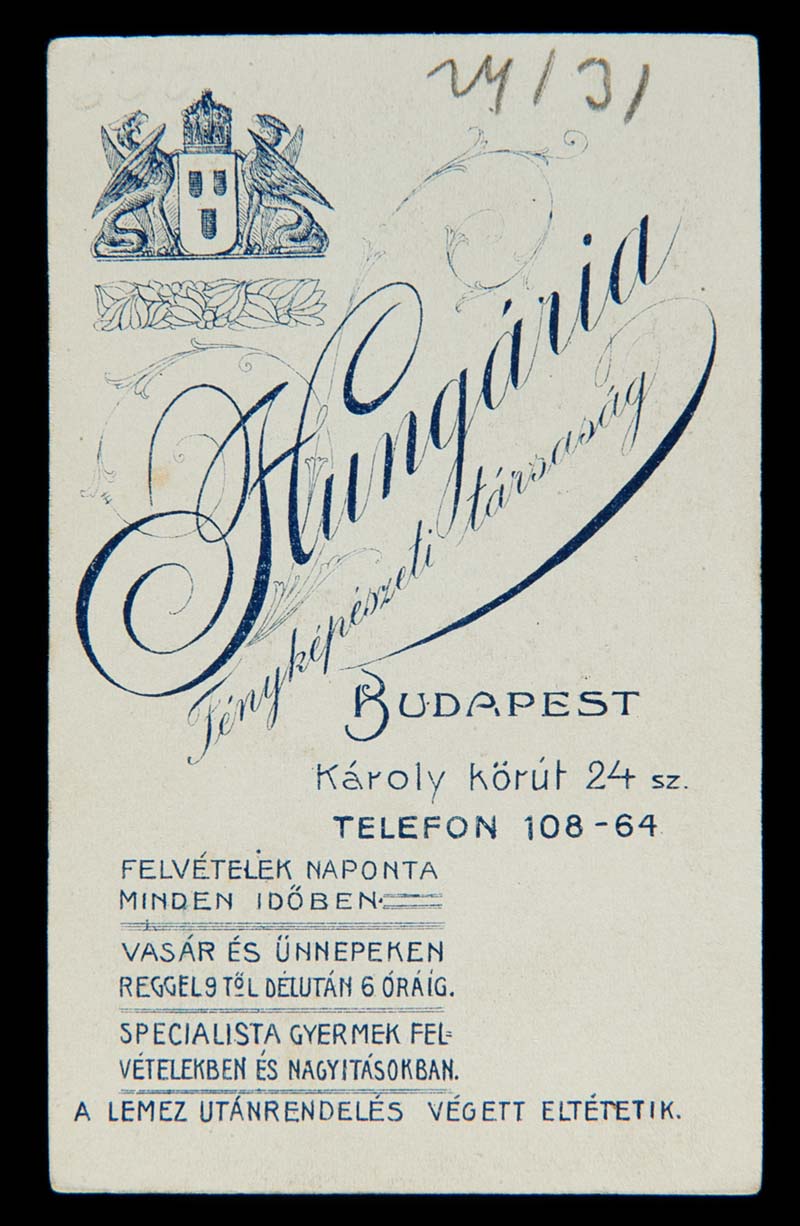 24/31
Hungária
Fényképészeti társaság
BUDAPEST
Károly körút 24 sz.
TELEFON 108-64
FELVÉTELEK NAPONTA
MINDEN IDŐBEN
VASÁR ÉS ÜNNEPEKEN
REGGEL 9 TŐL DÉLUTÁN 6 ÓRÁIG.
SPECIALISTA GYERMEK FEL=
VÉTELEKBEN ÉS NAGYITÁSOKBAN.
A LEMEZ UTÁNRENDELÉS VÉGETT ELTÉTETIK.